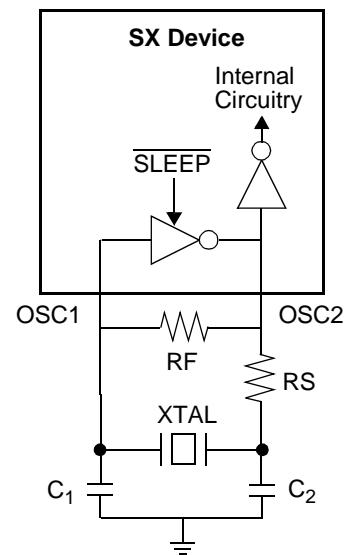 SX Device
Internal
Circuitry
SLEEP
OSC1
OSC2
RF
RS
XTAL
C1
C2